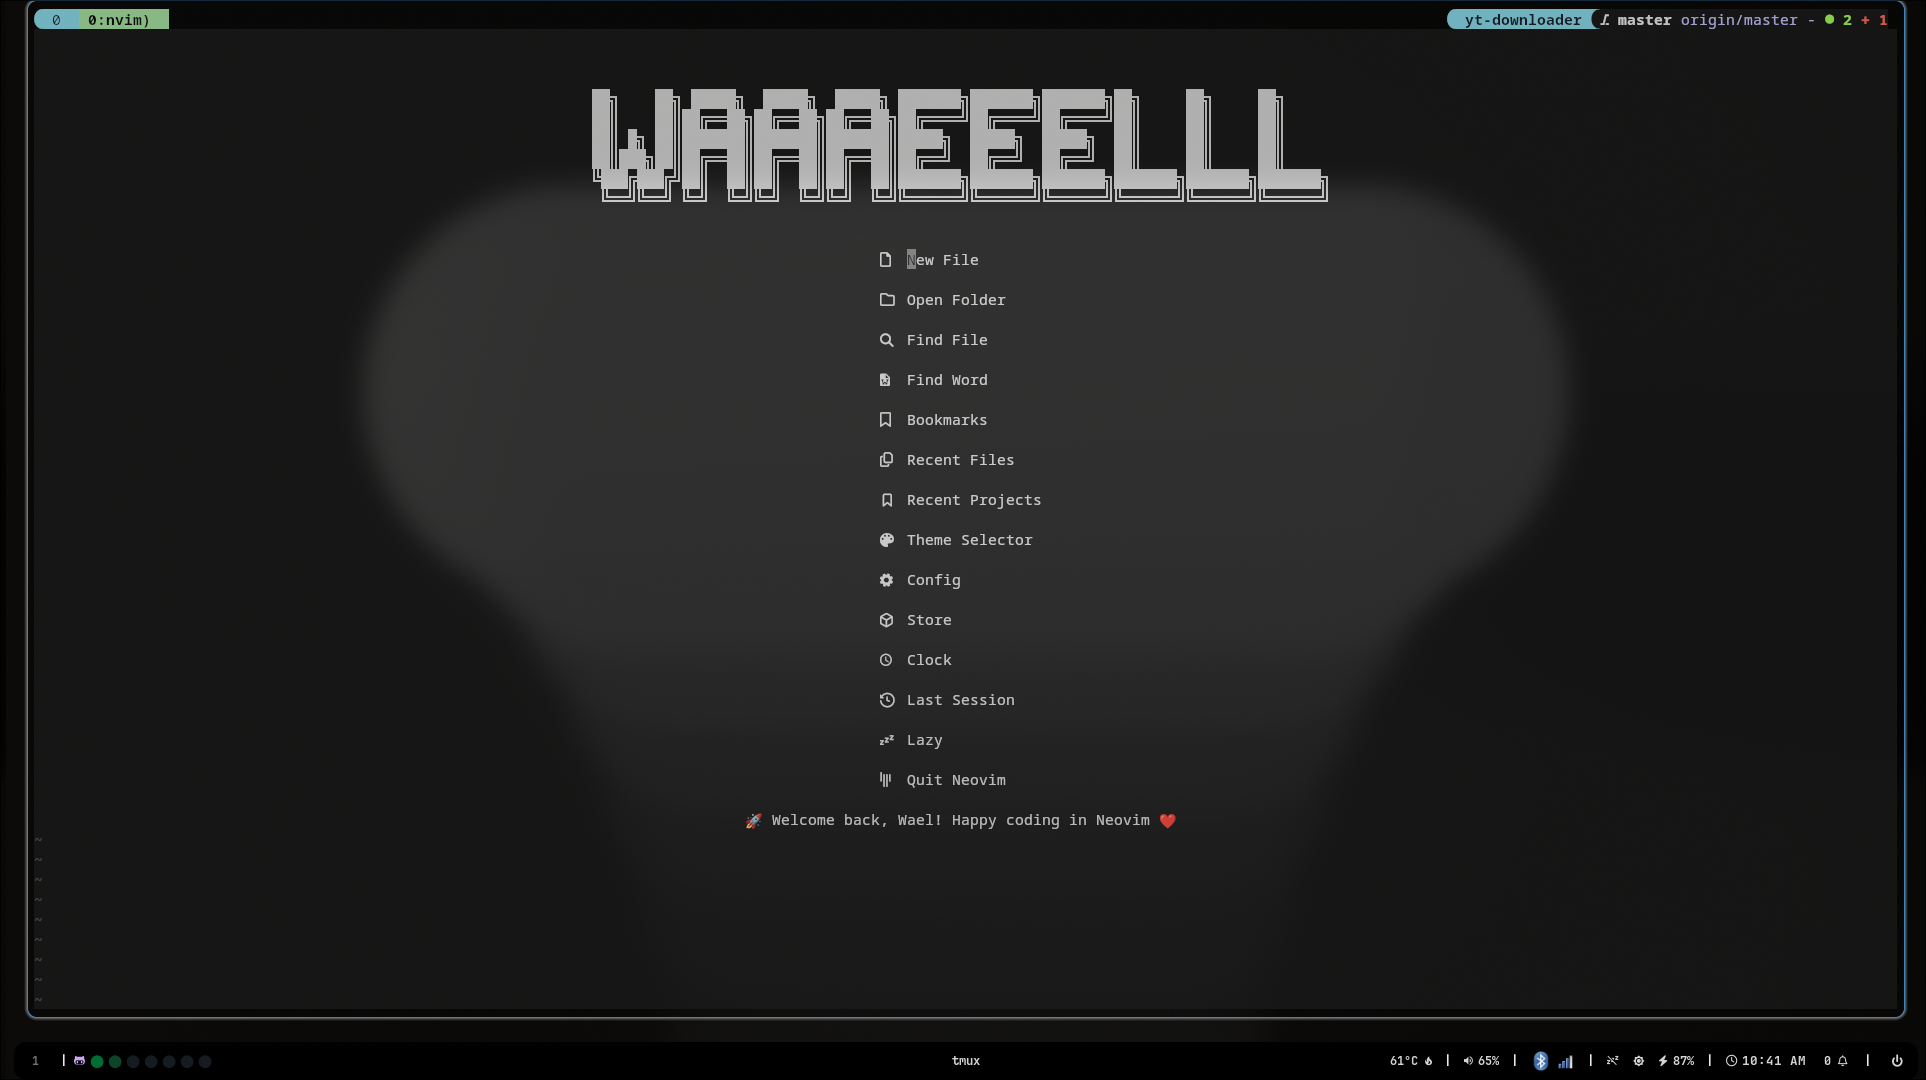 0 0:nvim) yt-downloader master origin/master - ● 2 + 1
WAAAEEELLL
New File
Open Folder
Find File
Find Word
Bookmarks
Recent Files
Recent Projects
Theme Selector
Config
Store
Clock
Last Session
Lazy
Quit Neovim
🚀 Welcome back, Wael! Happy coding in Neovim ❤️
~
~
~
~
~
~
~
~
~
1 | tmux 61°C | 65% | | 87% | 10:41 AM 0 |